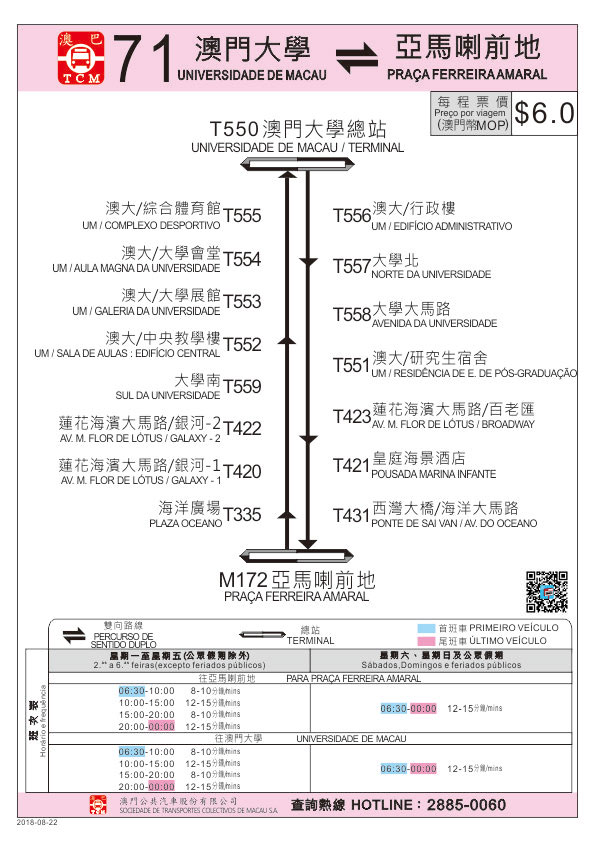 澳巴
TCM
71
澳門大學
UNIVERSIDADE DE MACAU
亞馬喇前地
PRAÇA FERREIRA AMARAL
每程票價
Preço por viagem
(澳門幣MOP)
$6.0
T550 澳門大學總站
UNIVERSIDADE DE MACAU / TERMINAL
澳大/綜合體育館 T555
UM / COMPLEXO DESPORTIVO
澳大/大學會堂 T554
UM / AULA MAGNA DA UNIVERSIDADE
澳大/大學展館 T553
UM / GALERIA DA UNIVERSIDADE
澳大/中央教學樓 T552
UM / SALA DE AULAS : EDIFÍCIO CENTRAL
大學南 T559
SUL DA UNIVERSIDADE
蓮花海濱大馬路/銀河-2 T422
AV. M. FLOR DE LÓTUS / GALAXY - 2
蓮花海濱大馬路/銀河-1 T420
AV. M. FLOR DE LÓTUS / GALAXY - 1
海洋廣場 T335
PLAZA OCEANO
T556 澳大/行政樓
UM / EDIFÍCIO ADMINISTRATIVO
T557 大學北
NORTE DA UNIVERSIDADE
T558 大學大馬路
AVENIDA DA UNIVERSIDADE
T551 澳大/研究生宿舍
UM / RESIDÊNCIA DE E. DE PÓS-GRADUAÇÃO
T423 蓮花海濱大馬路/百老匯
AV. M. FLOR DE LÓTUS / BROADWAY
T421 皇庭海景酒店
POUSADA MARINA INFANTE
T431 西灣大橋/海洋大馬路
PONTE DE SAI VAN / AV. DO OCEANO
M172 亞馬喇前地
PRAÇA FERREIRA AMARAL
雙向路線
PERCURSO DE
SENTIDO DUPLO
總站
TERMINAL
首班車 PRIMEIRO VEÍCULO
尾班車 ÚLTIMO VEÍCULO
班次表
Horário e frequência
星期一至星期五(公眾假期除外)
2.ªª a 6.ªª feiras(excepto feriados públicos)
星期六、星期日及公眾假期
Sábados,Domingos e feriados públicos
往亞馬喇前地 PARA PRAÇA FERREIRA AMARAL
06:30-10:00 8-10分鐘/mins
10:00-15:00 12-15分鐘/mins
15:00-20:00 8-10分鐘/mins
20:00-00:00 12-15分鐘/mins
06:30-00:00 12-15分鐘/mins
往澳門大學 UNIVERSIDADE DE MACAU
06:30-10:00 8-10分鐘/mins
10:00-15:00 12-15分鐘/mins
15:00-20:00 8-10分鐘/mins
20:00-00:00 12-15分鐘/mins
06:30-00:00 12-15分鐘/mins
澳門公共汽車股份有限公司
SOCIEDADE DE TRANSPORTES COLECTIVOS DE MACAU S.A.
查詢熱線 HOTLINE：2885-0060
2018-08-22